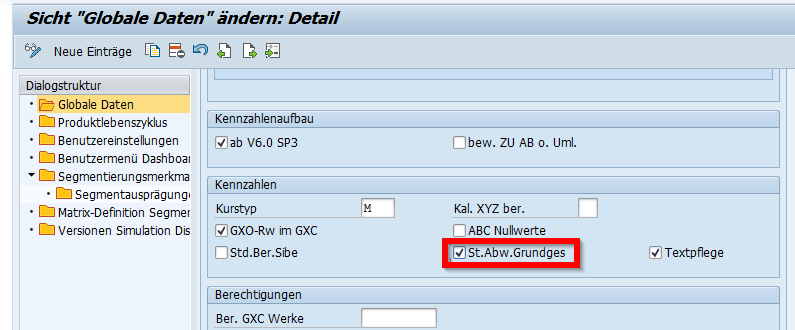 Sicht "Globale Daten" ändern: Detail
Neue Einträge
Dialogstruktur
Globale Daten
Produktlebenszyklus
Benutzereinstellungen
Benutzermenü Dashboar
Segmentierungsmerkma
Segmentausprägunge
Matrix-Definition Segmer
Versionen Simulation Dis
Kennzahlenaufbau
ab V6.0 SP3 bew. ZU AB o. Uml.
Kennzahlen
Kurstyp M Kal. XYZ ber.
GXO-Rw im GXC ABC Nullwerte
Std.Ber.Sibe St.Abw.Grundges Textpflege
Berechtigungen
Ber. GXC Werke